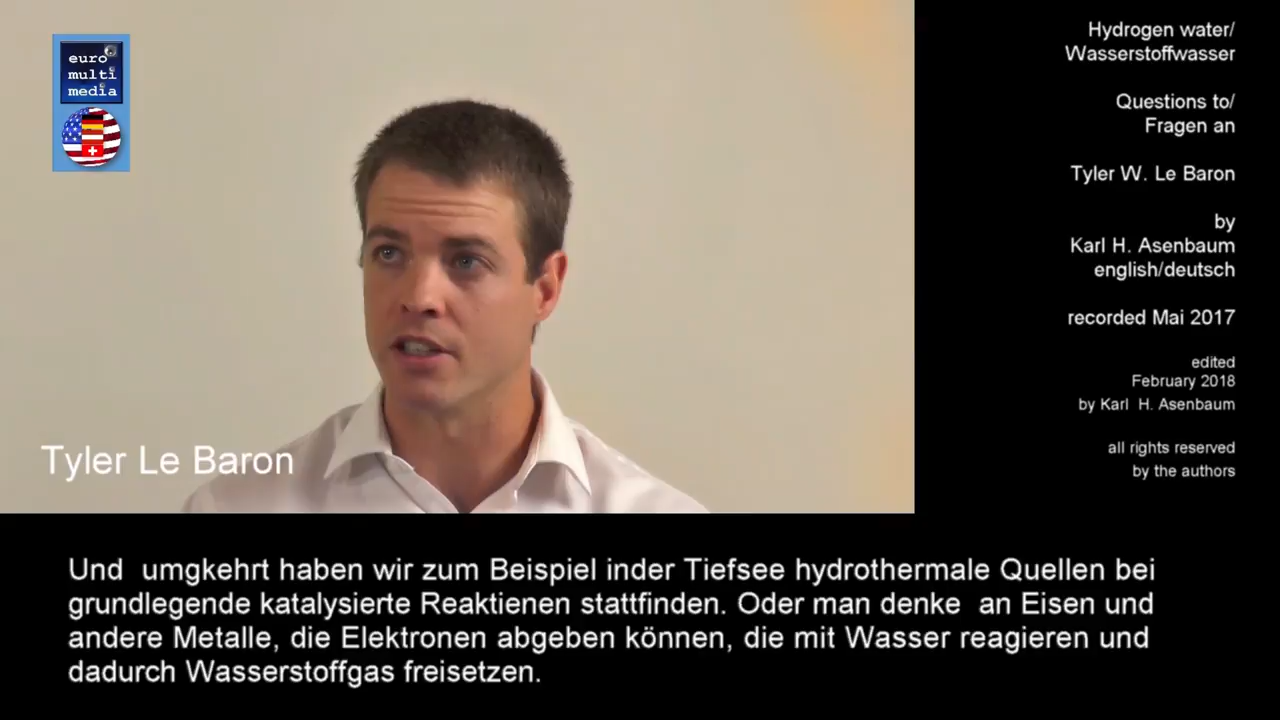 euro
multi
media
Tyler Le Baron
Hydrogen water/
Wasserstoffwasser
Questions to/
Fragen an
Tyler W. Le Baron
by
Karl H. Asenbaum
english/deutsch
recorded Mai 2017
edited
February 2018
by Karl H. Asenbaum
all rights reserved
by the authors
Und umgkehrt haben wir zum Beispiel inder Tiefsee hydrothermale Quellen bei
grundlegende katalysierte Reaktienen stattfinden. Oder man denke an Eisen und
andere Metalle, die Elektronen abgeben können, die mit Wasser reagieren und
dadurch Wasserstoffgas freisetzen.